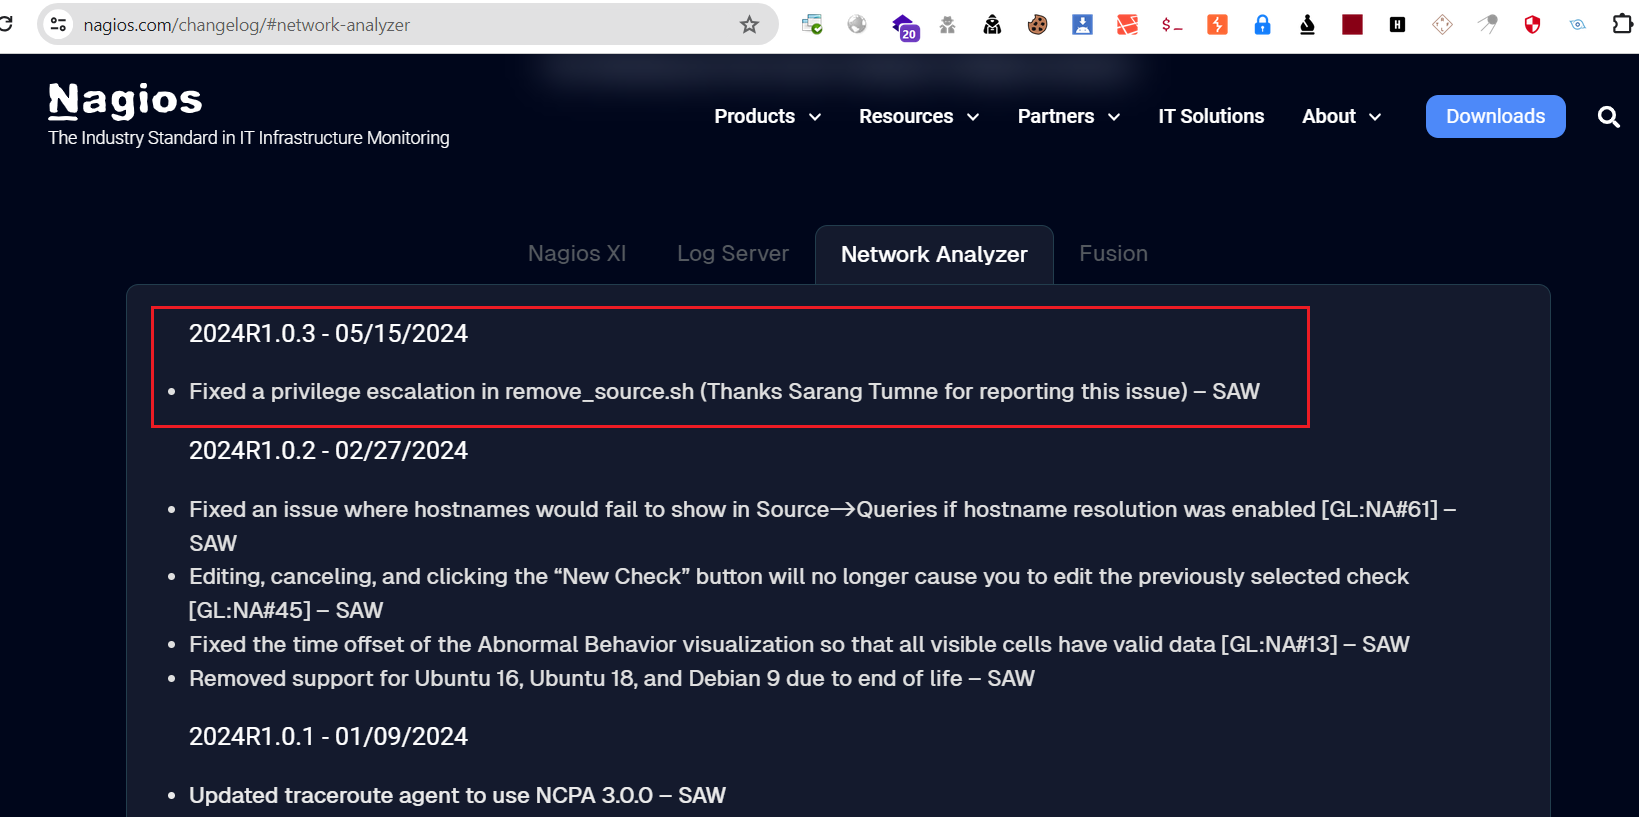 nagios.com/changelog/#network-analyzer
20
$_
H
Nagios
The Industry Standard in IT Infrastructure Monitoring
Products
Resources
Partners
IT Solutions
About
Downloads
Nagios XI
Log Server
Network Analyzer
Fusion
2024R1.0.3 - 05/15/2024
• Fixed a privilege escalation in remove_source.sh (Thanks Sarang Tumne for reporting this issue) – SAW
2024R1.0.2 - 02/27/2024
• Fixed an issue where hostnames would fail to show in Source→Queries if hostname resolution was enabled [GL:NA#61] –
SAW
• Editing, canceling, and clicking the “New Check” button will no longer cause you to edit the previously selected check
[GL:NA#45] – SAW
• Fixed the time offset of the Abnormal Behavior visualization so that all visible cells have valid data [GL:NA#13] – SAW
• Removed support for Ubuntu 16, Ubuntu 18, and Debian 9 due to end of life – SAW
2024R1.0.1 - 01/09/2024
• Updated traceroute agent to use NCPA 3.0.0 – SAW